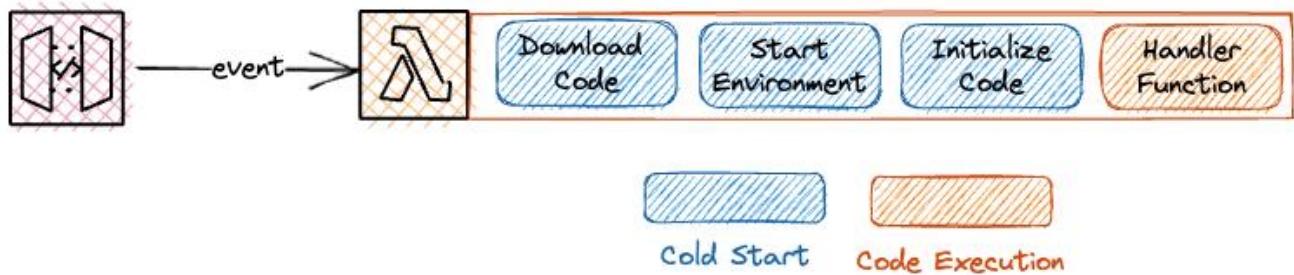 event
Download
Code
Start
Environment
Initialize
Code
Handler
Function
Cold Start
Code Execution